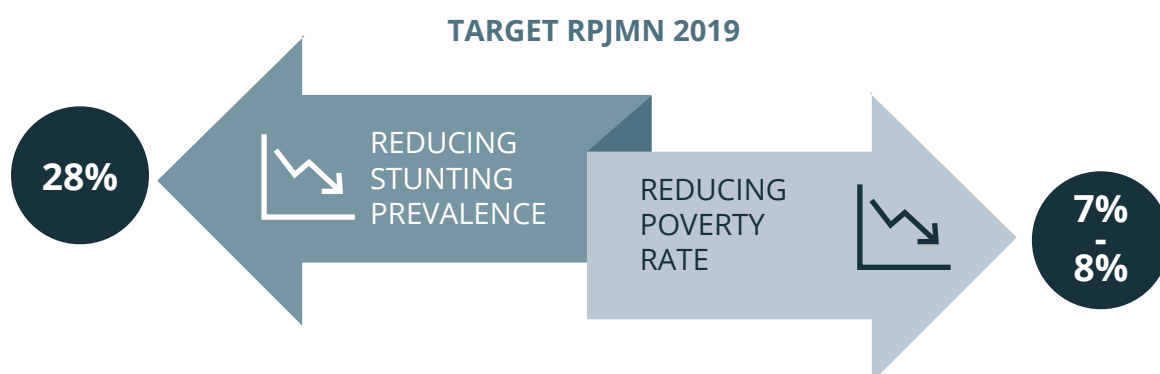 TARGET RPJMN 2019
28%
REDUCING
STUNTING
PREVALENCE
REDUCING
POVERTY
RATE
7%
-
8%